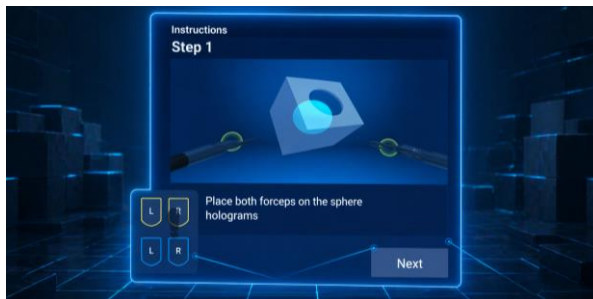 Instructions
Step 1
Place both forceps on the sphere
holograms
L R
L R
Next